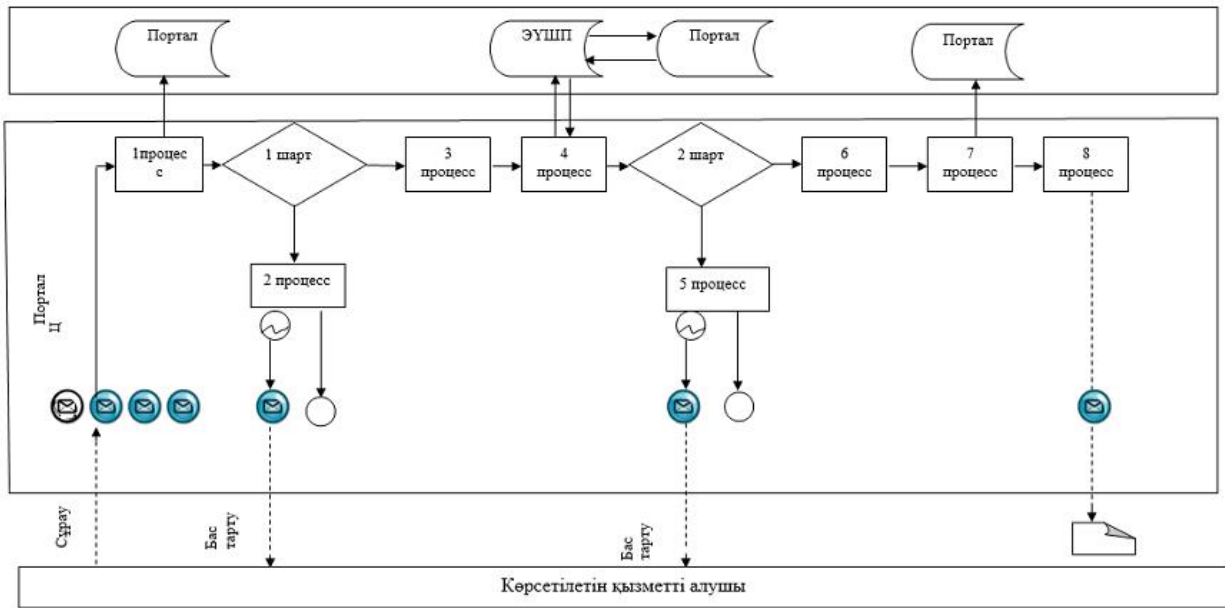 Портал
ЭҮШП
Портал
Портал
1процес
с
1 шарт
3
процесс
4
процесс
2 шарт
6
процесс
7
процесс
8
процесс
2 процесс
5 процесс
Портал
Ц
Сұрау
Бас
тарту
Бас
тарту
Көрсетілетін қызметті алушы